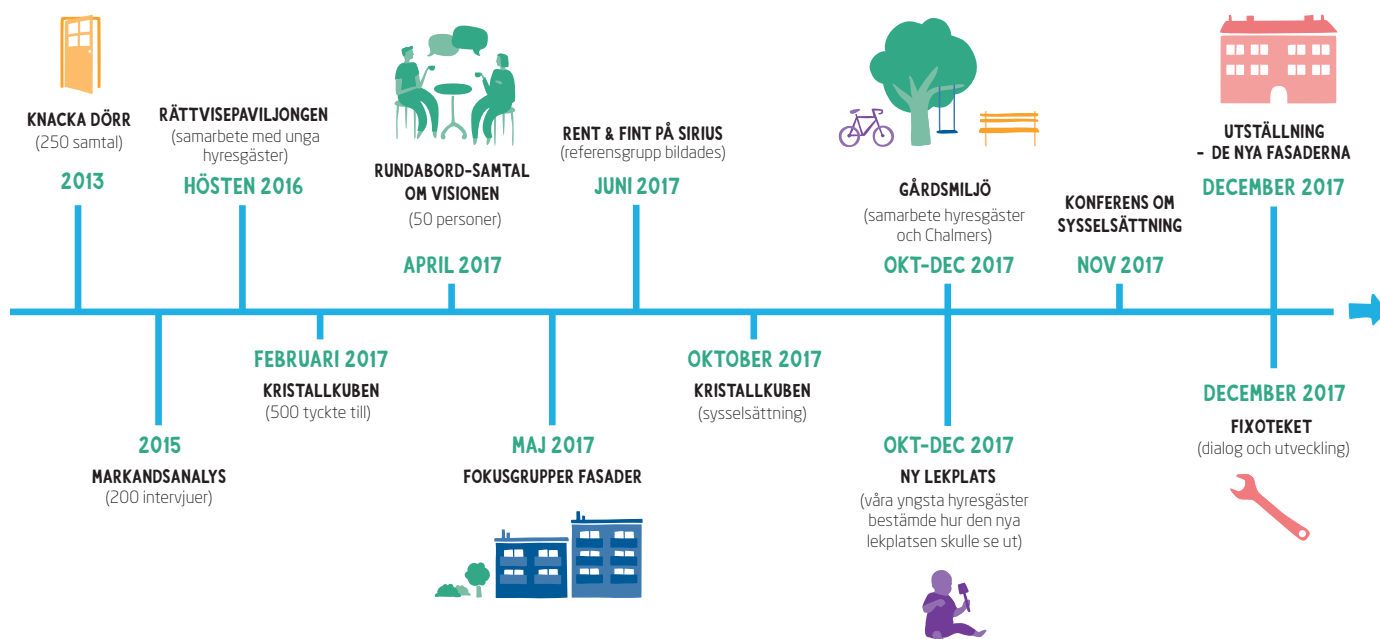 KNACKA DÖRR
(250 samtal)
2013
RÄTTVISEPAVILJONGEN
(samarbete med unga
hyresgäster)
HÖSTEN 2016
RUNDABORD-SAMTAL
OM VISIONEN
(50 personer)
APRIL 2017
RENT & FINT PÅ SIRIUS
(referensgrupp bildades)
JUNI 2017
GÅRDSMILJÖ
(samarbete hyresgäster
och Chalmers)
OKT-DEC 2017
KONFERENS OM
SYSSELSÄTTNING
NOV 2017
UTSTÄLLNING
- DE NYA FASADERNA
DECEMBER 2017
2015
MARKANDSANALYS
(200 intervjuer)
FEBRUARI 2017
KRISTALLKUBEN
(500 tyckte till)
MAJ 2017
FOKUSGRUPPER FASADER
OKTOBER 2017
KRISTALLKUBEN
(sysselsättning)
OKT-DEC 2017
NY LEKPLATS
(våra yngsta hyresgäster
bestämde hur den nya
lekplatsen skulle se ut)
DECEMBER 2017
FIXOTEKET
(dialog och utveckling)